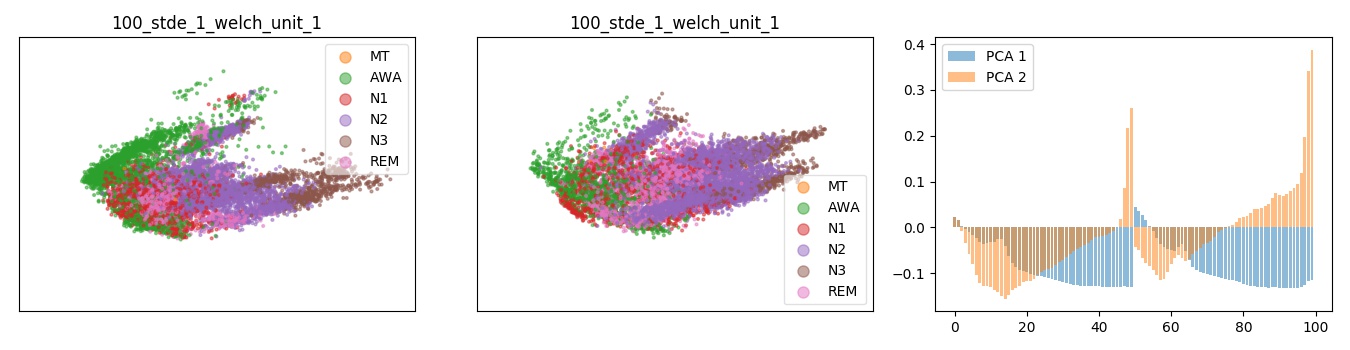 100_stde_1_welch_unit_1
MT
AWA
N1
N2
N3
REM
100_stde_1_welch_unit_1
MT
AWA
N1
N2
N3
REM
PCA 1
PCA 2
0.4
0.3
0.2
0.1
0.0
−0.1
0 20 40 60 80 100